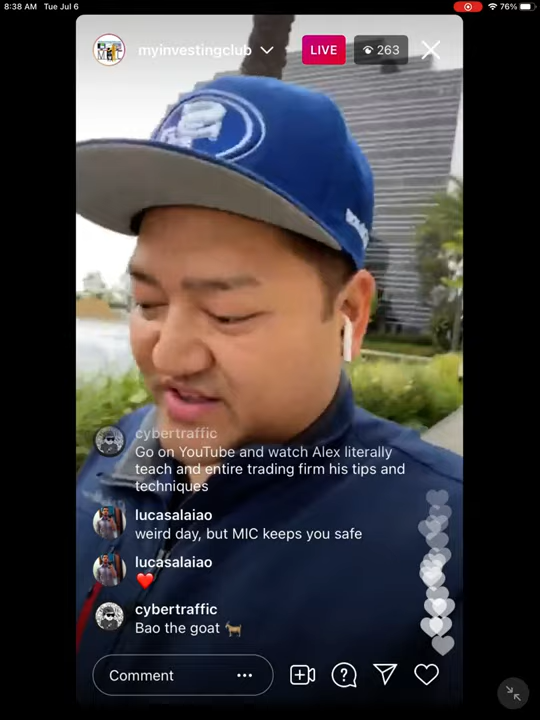 8:38 AM Tue Jul 6
76%
myinvestingclub
LIVE
263
cybertraffic
Go on YouTube and watch Alex literally
teach and entire trading firm his tips and
techniques
lucasalaiao
weird day, but MIC keeps you safe
lucasalaiao
❤️
cybertraffic
Bao the goat 🐐
Comment